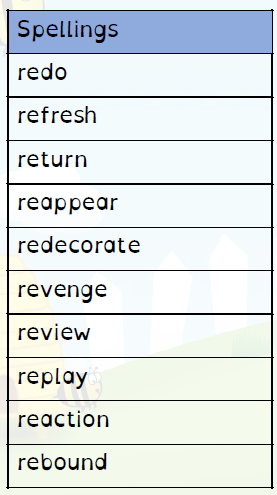 Spellings
redo
refresh
return
reappear
redecorate
revenge
review
replay
reaction
rebound